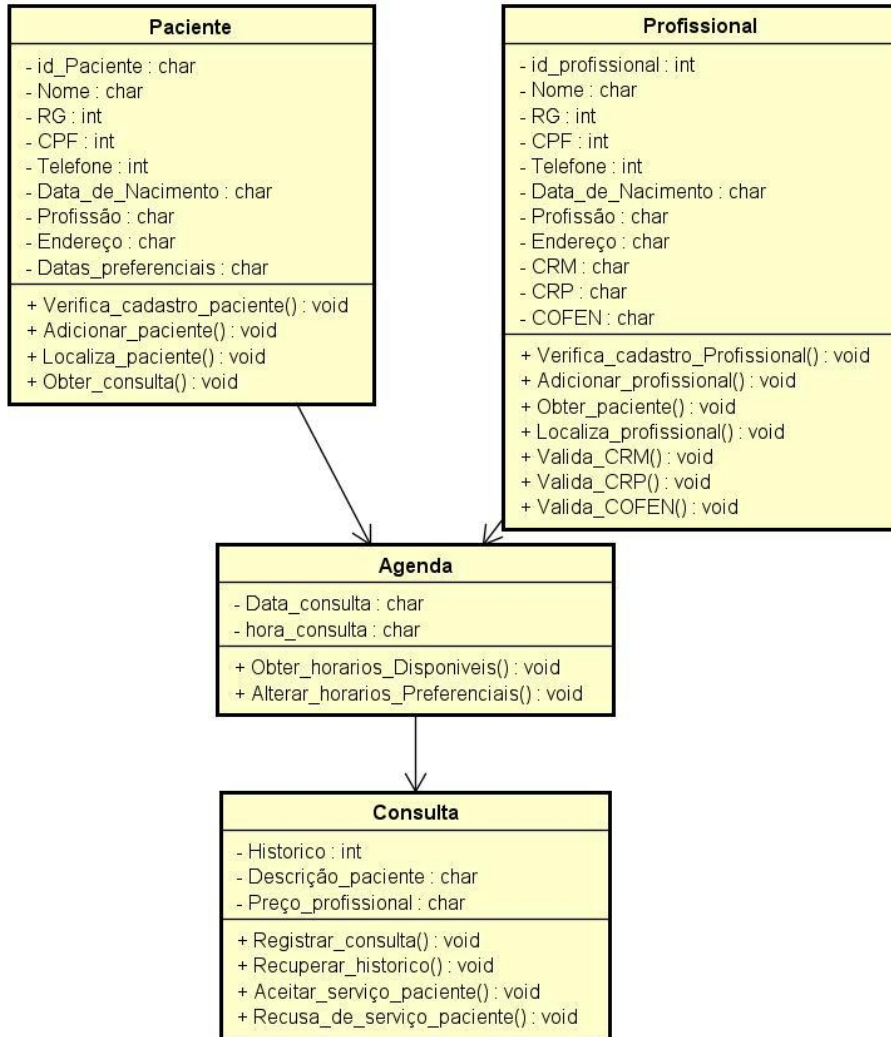 Paciente
- id_Paciente : char
- Nome : char
- RG : int
- CPF : int
- Telefone : int
- Data_de_Nacimento : char
- Profissão : char
- Endereço : char
- Datas_preferenciais : char
+ Verifica_cadastro_paciente() : void
+ Adicionar_paciente() : void
+ Localiza_paciente() : void
+ Obter_consulta() : void
Profissional
- id_profissional : int
- Nome : char
- RG : int
- CPF : int
- Telefone : int
- Data_de_Nacimento : char
- Profissão : char
- Endereço : char
- CRM : char
- CRP : char
- COFEN : char
+ Verifica_cadastro_Profissional() : void
+ Adicionar_profissional() : void
+ Obter_paciente() : void
+ Localiza_profissional() : void
+ Valida_CRM() : void
+ Valida_CRP() : void
+ Valida_COFEN() : void
Agenda
- Data_consulta : char
- hora_consulta : char
+ Obter_horarios_Disponiveis() : void
+ Alterar_horarios_Preferenciais() : void
Consulta
- Historico : int
- Descrição_paciente : char
- Preço_profissional : char
+ Registrar_consulta() : void
+ Recuperar_historico() : void
+ Aceitar_serviço_paciente() : void
+ Recusa_de_serviço_paciente() : void